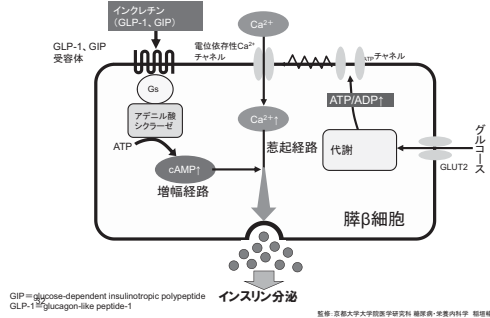 インクレチン
(GLP-1、GIP)
GLP-1、GIP
受容体
Gs
アデニル酸
シクラーゼ
ATP
cAMP↑
増幅経路
Ca²⁺
電位依存性Ca²⁺
チャネル
Ca²⁺↑
惹起経路
ATPチャネル
ATP/ADP↑
代謝
グルコース
GLUT2
膵β細胞
インスリン分泌
GIP=glucose-dependent insulinotropic polypeptide
GLP-1=glucagon-like peptide-1
監修：京都大学大学院医学研究科 糖尿病・栄養内科学 稲垣